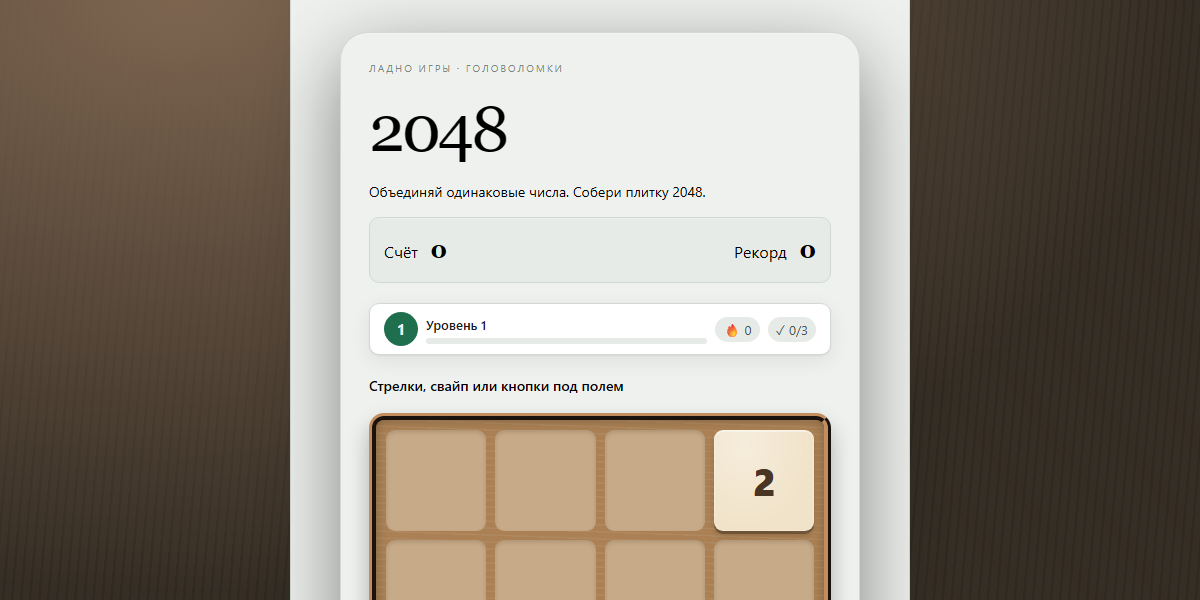 ЛАДНО ИГРЫ · ГОЛОВОЛОМКИ
2048
Объединяй одинаковые числа. Собери плитку 2048.
Счёт 0 Рекорд 0
1 Уровень 1 🔥 0 ✓ 0/3
Стрелки, свайп или кнопки под полем
2